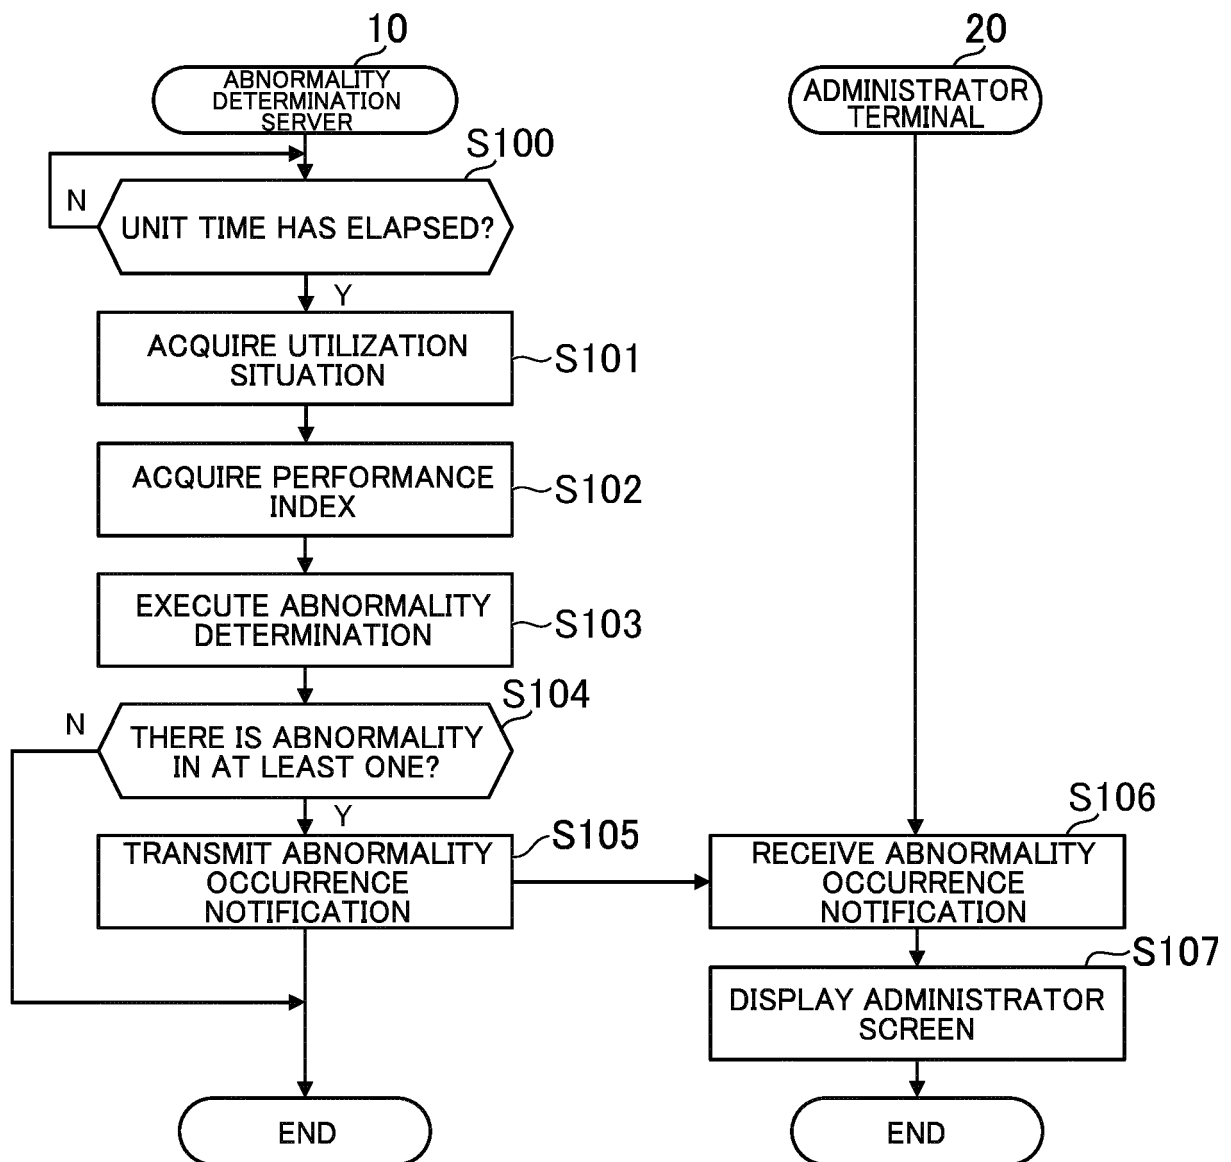 10
ABNORMALITY
DETERMINATION
SERVER
20
ADMINISTRATOR
TERMINAL
S100
N
UNIT TIME HAS ELAPSED?
Y
ACQUIRE UTILIZATION
SITUATION
S101
ACQUIRE PERFORMANCE
INDEX
S102
EXECUTE ABNORMALITY
DETERMINATION
S103
S104
N
THERE IS ABNORMALITY
IN AT LEAST ONE?
Y
TRANSMIT ABNORMALITY
OCCURRENCE
NOTIFICATION
S105
S106
RECEIVE ABNORMALITY
OCCURRENCE
NOTIFICATION
S107
DISPLAY ADMINISTRATOR
SCREEN
END
END